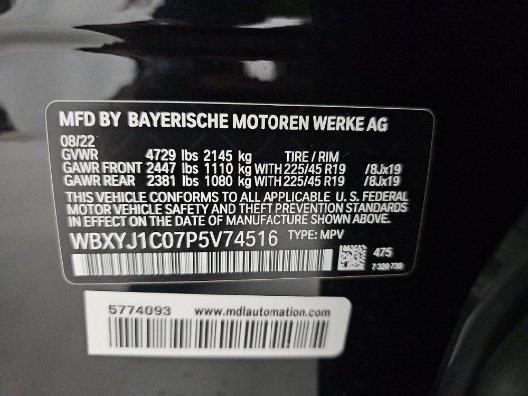 MFD BY BAYERISCHE MOTOREN WERKE AG
08/22
GVWR 4729 lbs 2145 kg TIRE / RIM
GAWR FRONT 2447 lbs 1110 kg WITH 225/45 R19 /8Jx19
GAWR REAR 2381 lbs 1080 kg WITH 225/45 R19 /8Jx19
THIS VEHICLE CONFORMS TO ALL APPLICABLE U. S. FEDERAL
MOTOR VEHICLE SAFETY AND THEFT PREVENTION STANDARDS
IN EFFECT ON THE DATE OF MANUFACTURE SHOWN ABOVE.
WBXYJ1C07P5V74516 TYPE: MPV
475
7 320 730
5774093 www.mdlautomation.com